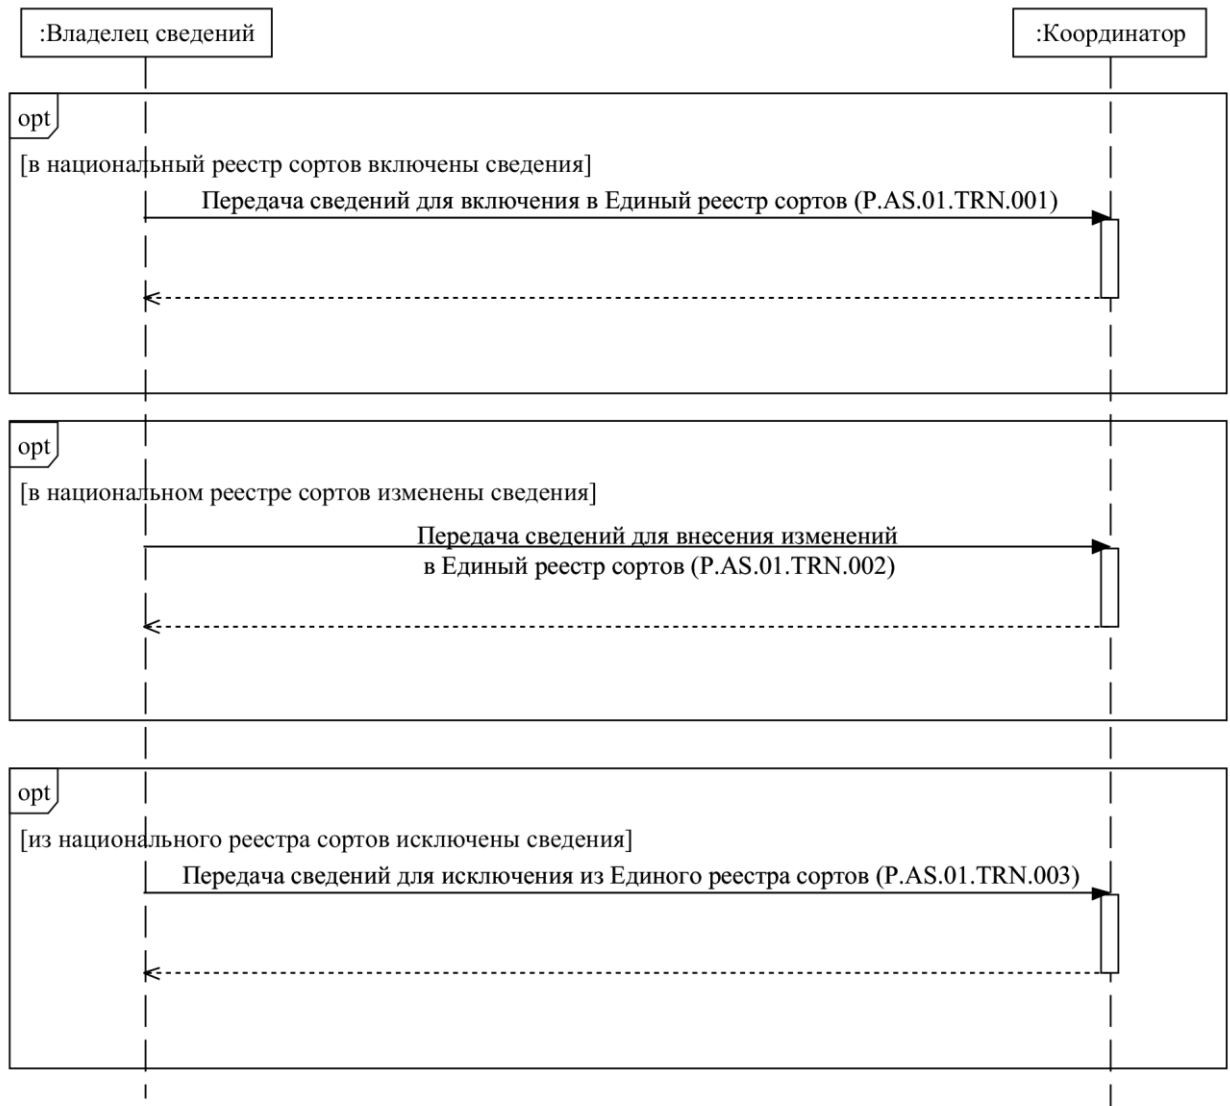 :Владелец сведений
:Координатор
opt
[в национальный реестр сортов включены сведения]
Передача сведений для включения в Единый реестр сортов (P.AS.01.TRN.001)
opt
[в национальном реестре сортов изменены сведения]
Передача сведений для внесения изменений
в Единый реестр сортов (P.AS.01.TRN.002)
opt
[из национального реестра сортов исключены сведения]
Передача сведений для исключения из Единого реестра сортов (P.AS.01.TRN.003)